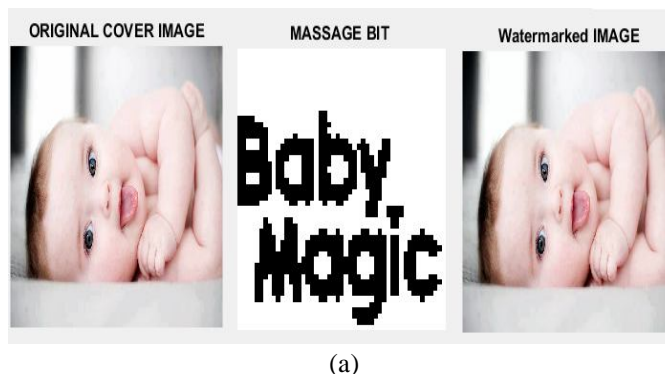 ORIGINAL COVER IMAGE
MASSAGE BIT
Watermarked IMAGE
Baby
Magic
(a)